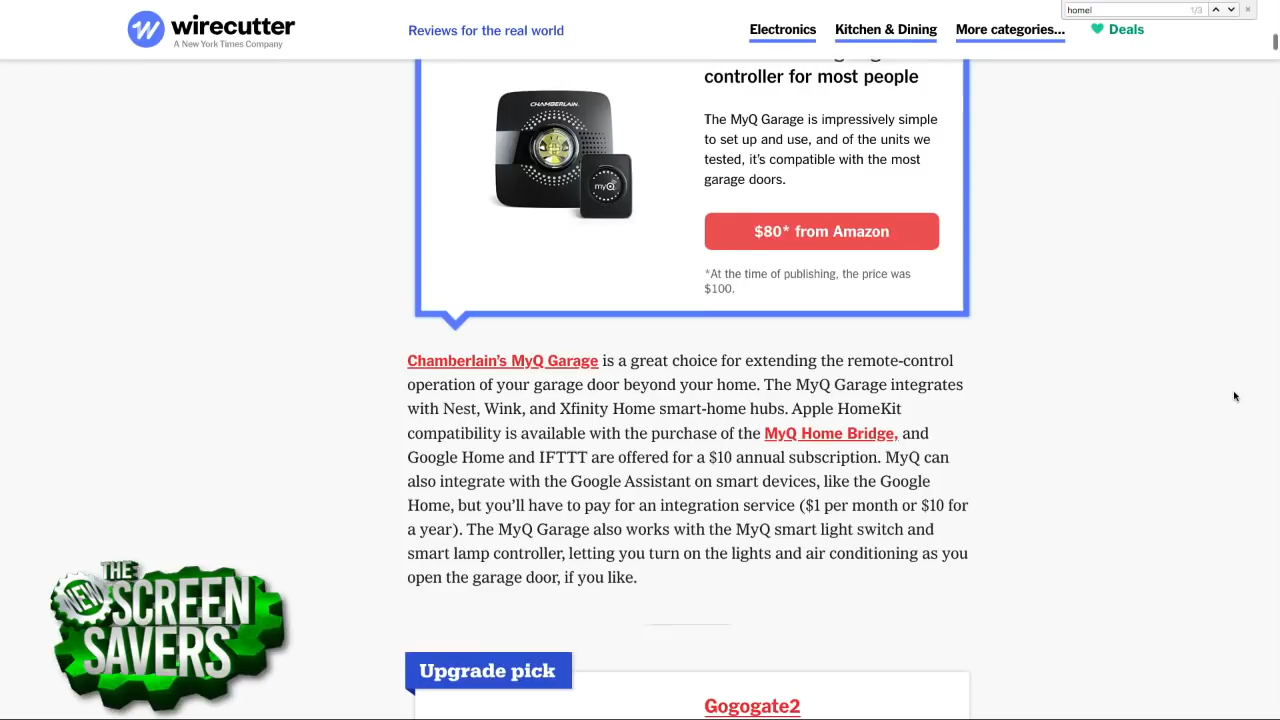 homel
1/3
wirecutter
A New York Times Company
Reviews for the real world
Electronics
Kitchen & Dining
More categories...
Deals
controller for most people
CHAMBERLAIN
myQ
The MyQ Garage is impressively simple
to set up and use, and of the units we
tested, it’s compatible with the most
garage doors.
$80* from Amazon
*At the time of publishing, the price was
$100.
Chamberlain’s MyQ Garage is a great choice for extending the remote-control
operation of your garage door beyond your home. The MyQ Garage integrates
with Nest, Wink, and Xfinity Home smart-home hubs. Apple HomeKit
compatibility is available with the purchase of the MyQ Home Bridge, and
Google Home and IFTTT are offered for a $10 annual subscription. MyQ can
also integrate with the Google Assistant on smart devices, like the Google
Home, but you’ll have to pay for an integration service ($1 per month or $10 for
a year). The MyQ Garage also works with the MyQ smart light switch and
smart lamp controller, letting you turn on the lights and air conditioning as you
open the garage door, if you like.
THE
NEW
SCREEN
SAVERS
Upgrade pick
Gogogate2